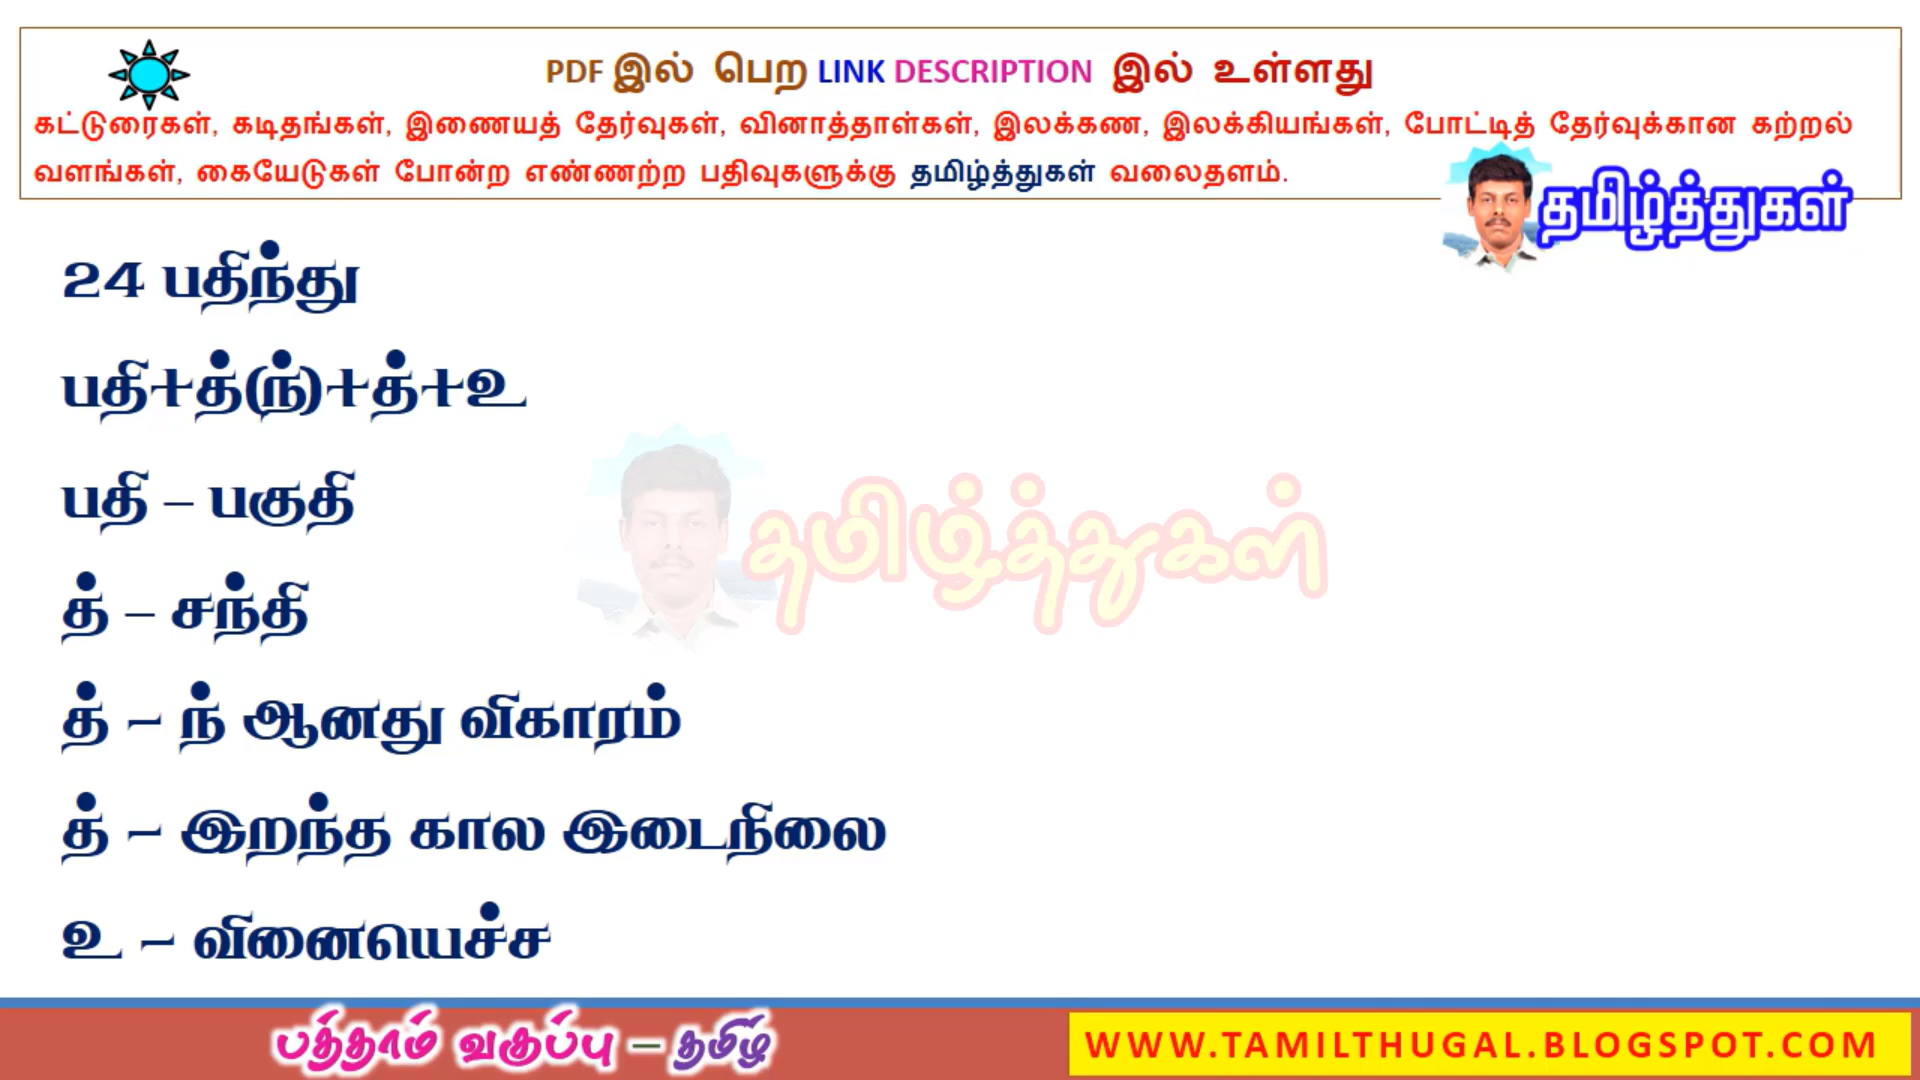 PDF இல் பெற LINK DESCRIPTION இல் உள்ளது
கட்டுரைகள், கடிதங்கள், இணையத் தேர்வுகள், வினாத்தாள்கள், இலக்கண, இலக்கியங்கள், போட்டித் தேர்வுக்கான கற்றல்
வளங்கள், கையேடுகள் போன்ற எண்ணற்ற பதிவுகளுக்கு தமிழ்த்துகள் வலைதளம்.
தமிழ்த்துகள்
24 பதிந்து
பதி+த்(ந்)+த்+உ
பதி – பகுதி
த் – சந்தி
தமிழ்த்துகள்
த் – ந் ஆனது விகாரம்
த் – இறந்த கால இடைநிலை
உ – வினையெச்ச
பத்தாம் வகுப்பு – தமிழ்
WWW.TAMILTHUGAL.BLOGSPOT.COM